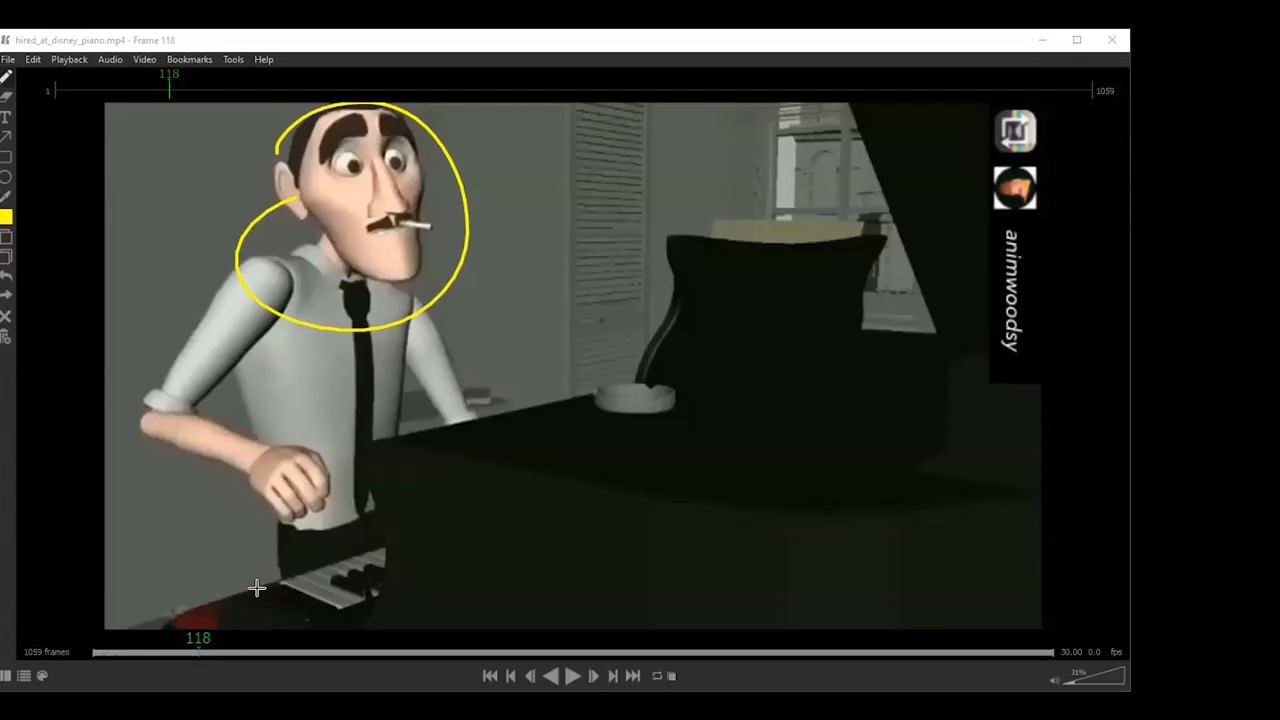 hired_at_disney_piano.mp4 - Frame 118
File Edit Playback Audio Video Bookmarks Tools Help
118
1 1059
animwoodsy
118
1059 frames 30.00 0.0 fps
31%